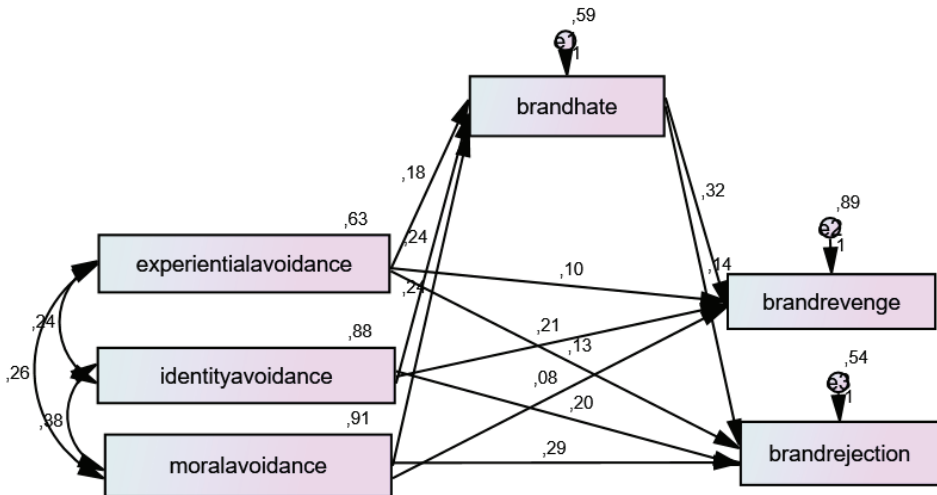 ,59
e1
1
brandhate
,18
,32
,63
,89
e2
1
,24
experientialavoidance
,10
,14
,24
brandrevenge
,24
,88
,21
,13
,26
identityavoidance
,08
,54
e3
1
,38
,91
,20
moralavoidance
,29
brandrejection